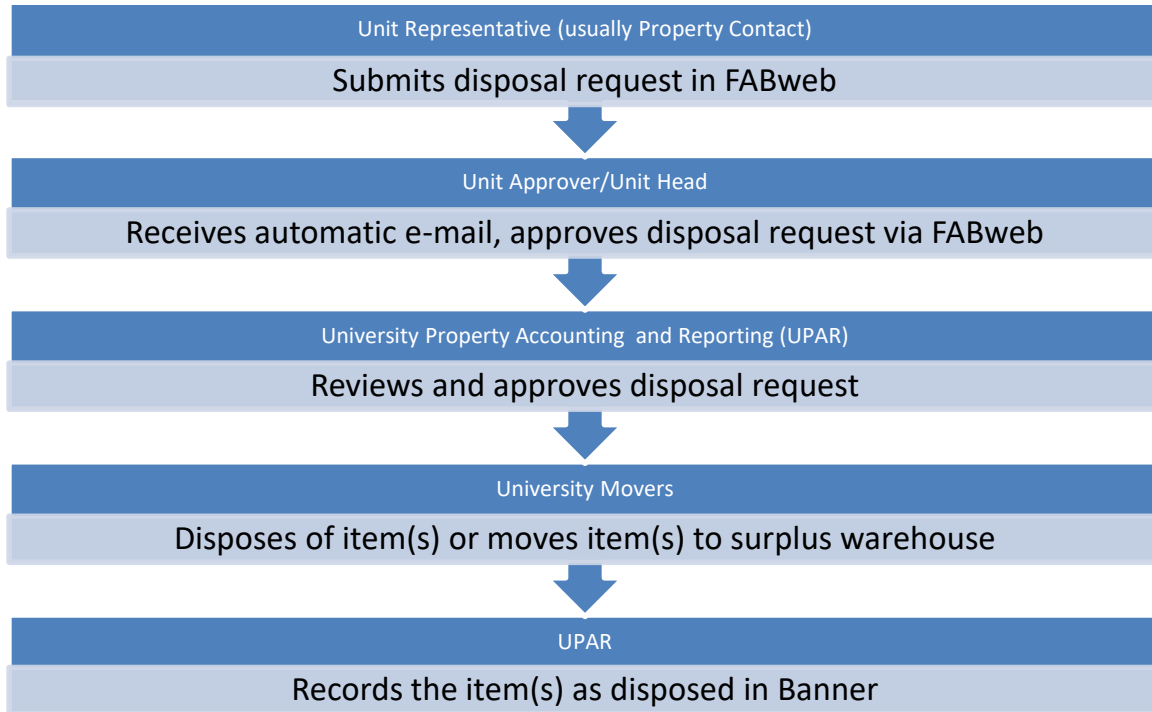 Unit Representative (usually Property Contact)
Submits disposal request in FABweb
Unit Approver/Unit Head
Receives automatic e-mail, approves disposal request via FABweb
University Property Accounting  and Reporting (UPAR)
Reviews and approves disposal request
University Movers
Disposes of item(s) or moves item(s) to surplus warehouse
UPAR
Records the item(s) as disposed in Banner